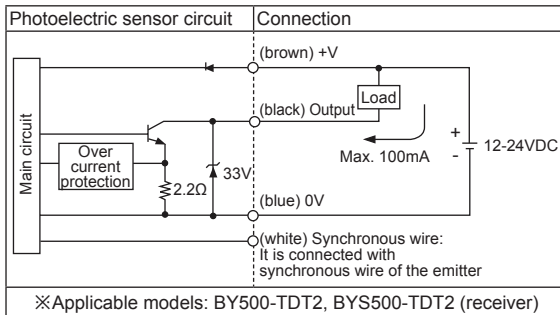 Photoelectric sensor circuit
Connection
(brown) +V
(black) Output
Load
Main circuit
Over
current
protection
2.2Ω
33V
Max. 100mA
+
-
12-24VDC
(blue) 0V
(white) Synchronous wire:
It is connected with
synchronous wire of the emitter
※Applicable models: BY500-TDT2, BYS500-TDT2 (receiver)